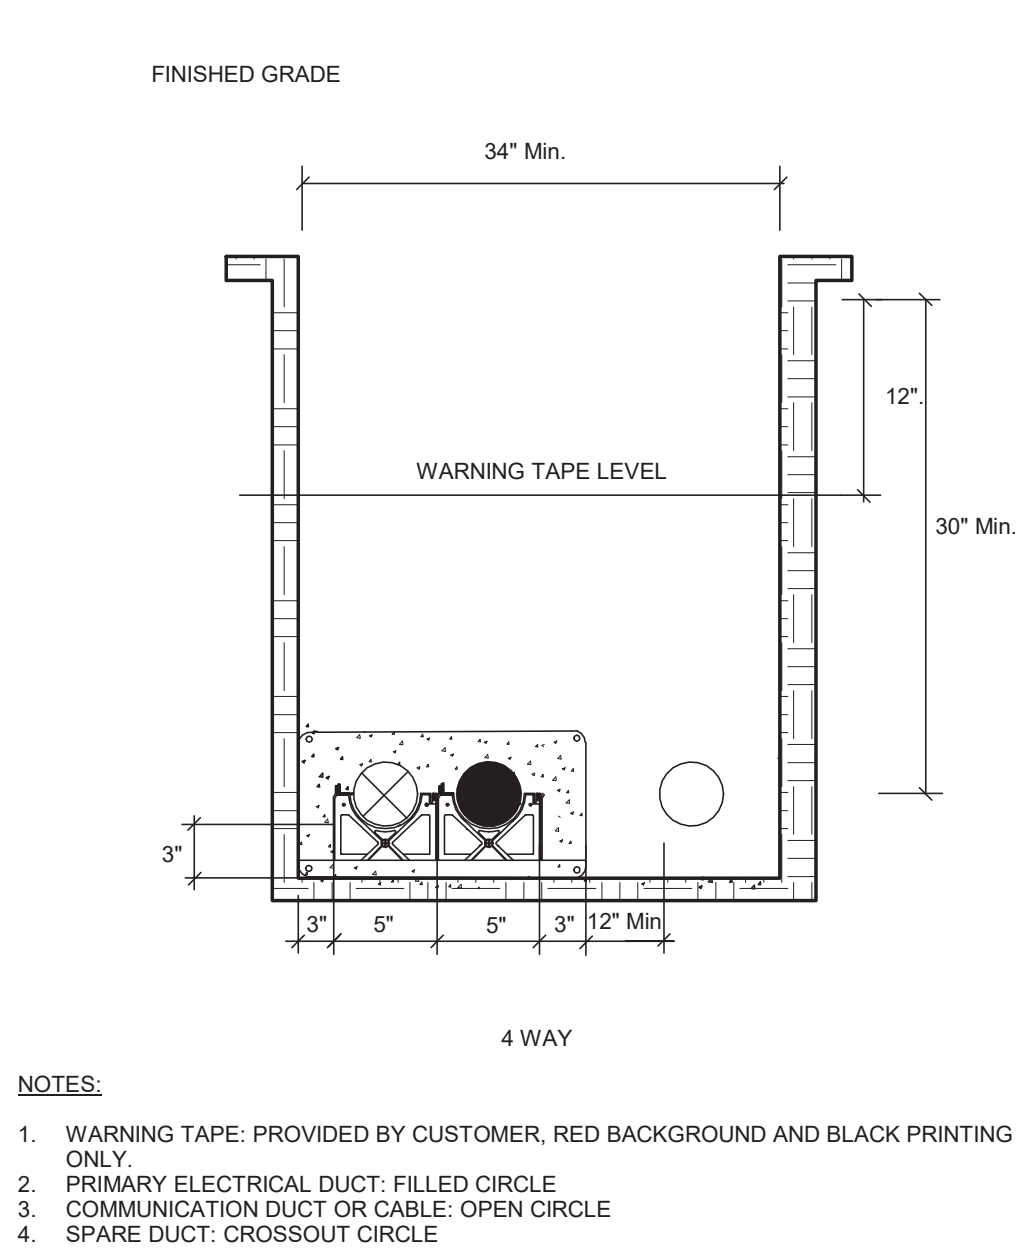 FINISHED GRADE
34" Min.
12".
WARNING TAPE LEVEL
30" Min.
3"
3" 5" 5" 3" 12" Min
4 WAY
NOTES:
1. WARNING TAPE: PROVIDED BY CUSTOMER, RED BACKGROUND AND BLACK PRINTING
ONLY.
2. PRIMARY ELECTRICAL DUCT: FILLED CIRCLE
3. COMMUNICATION DUCT OR CABLE: OPEN CIRCLE
4. SPARE DUCT: CROSSOUT CIRCLE